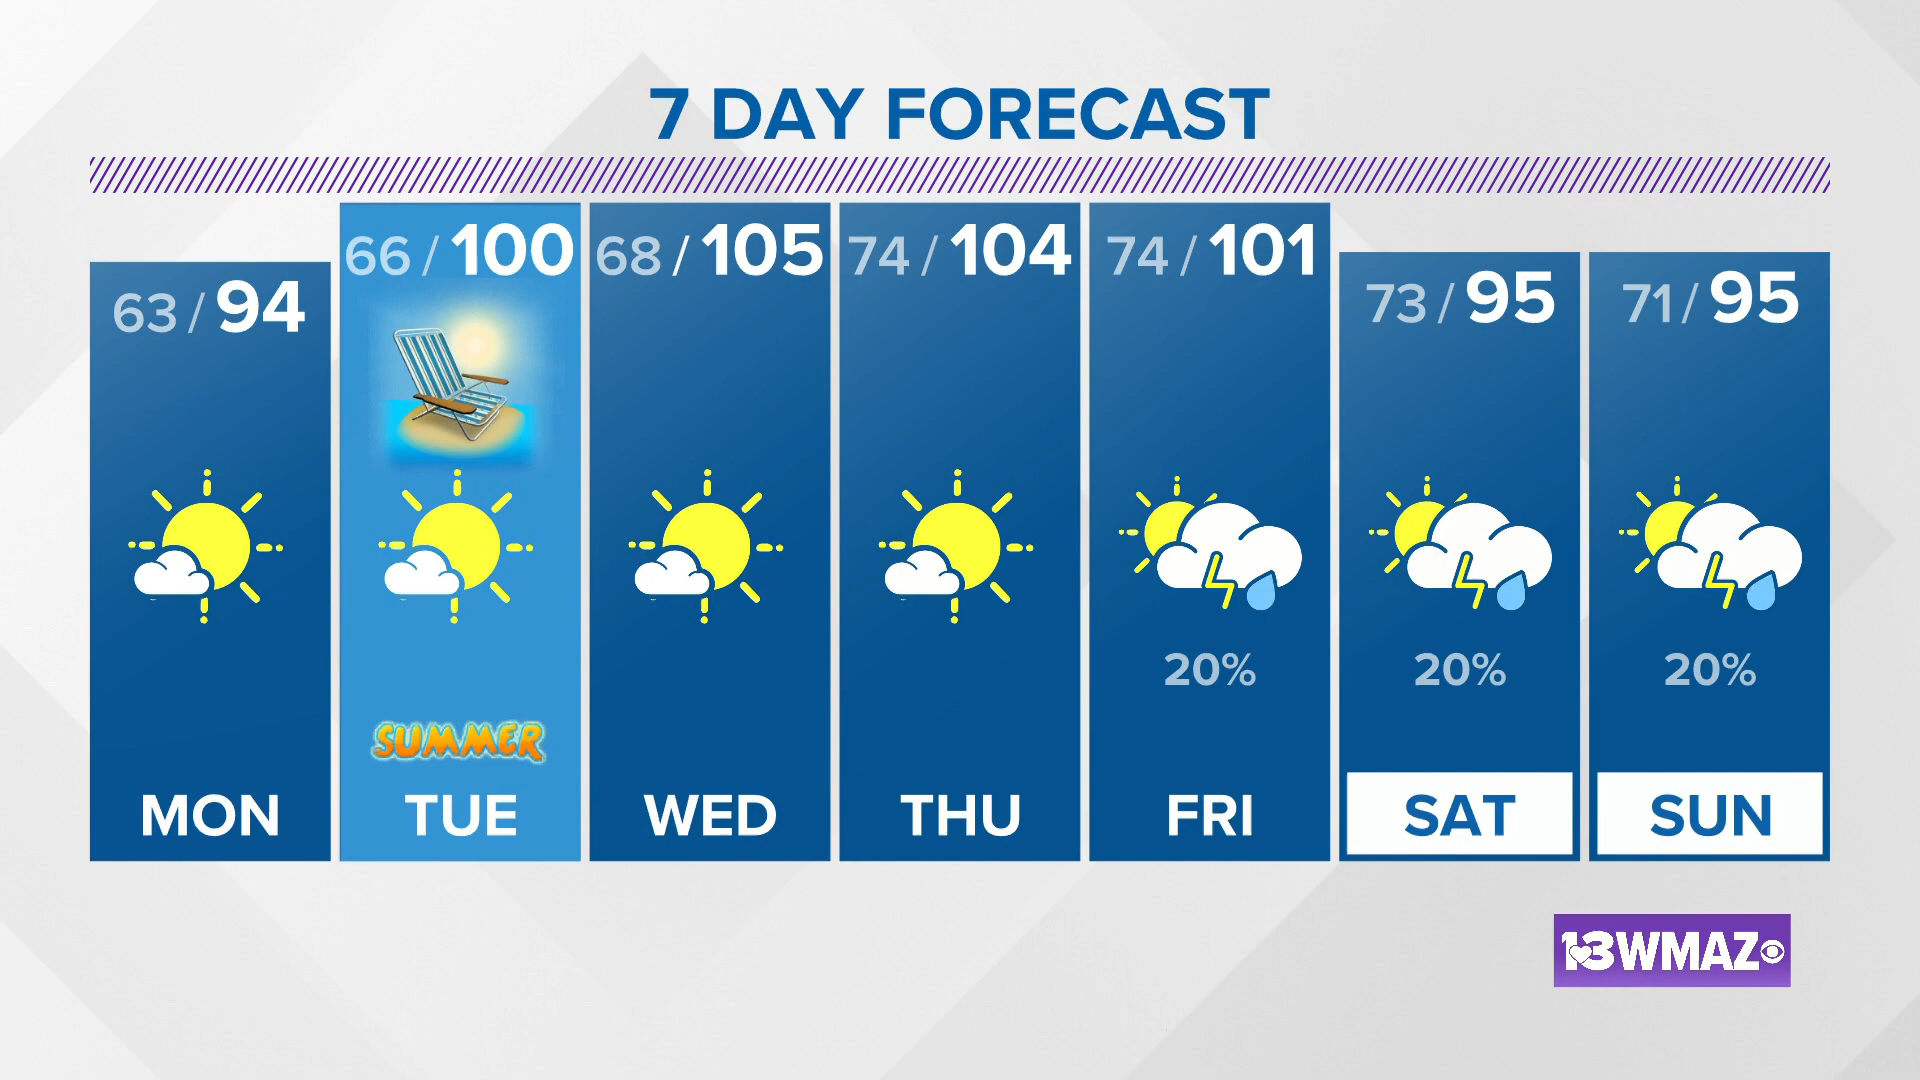 7 DAY FORECAST
63 / 94
66 / 100
68 / 105
74 / 104
74 / 101
73 / 95
71 / 95
20%
20%
20%
SUMMER
MON
TUE
WED
THU
FRI
SAT
SUN
13WMAZ